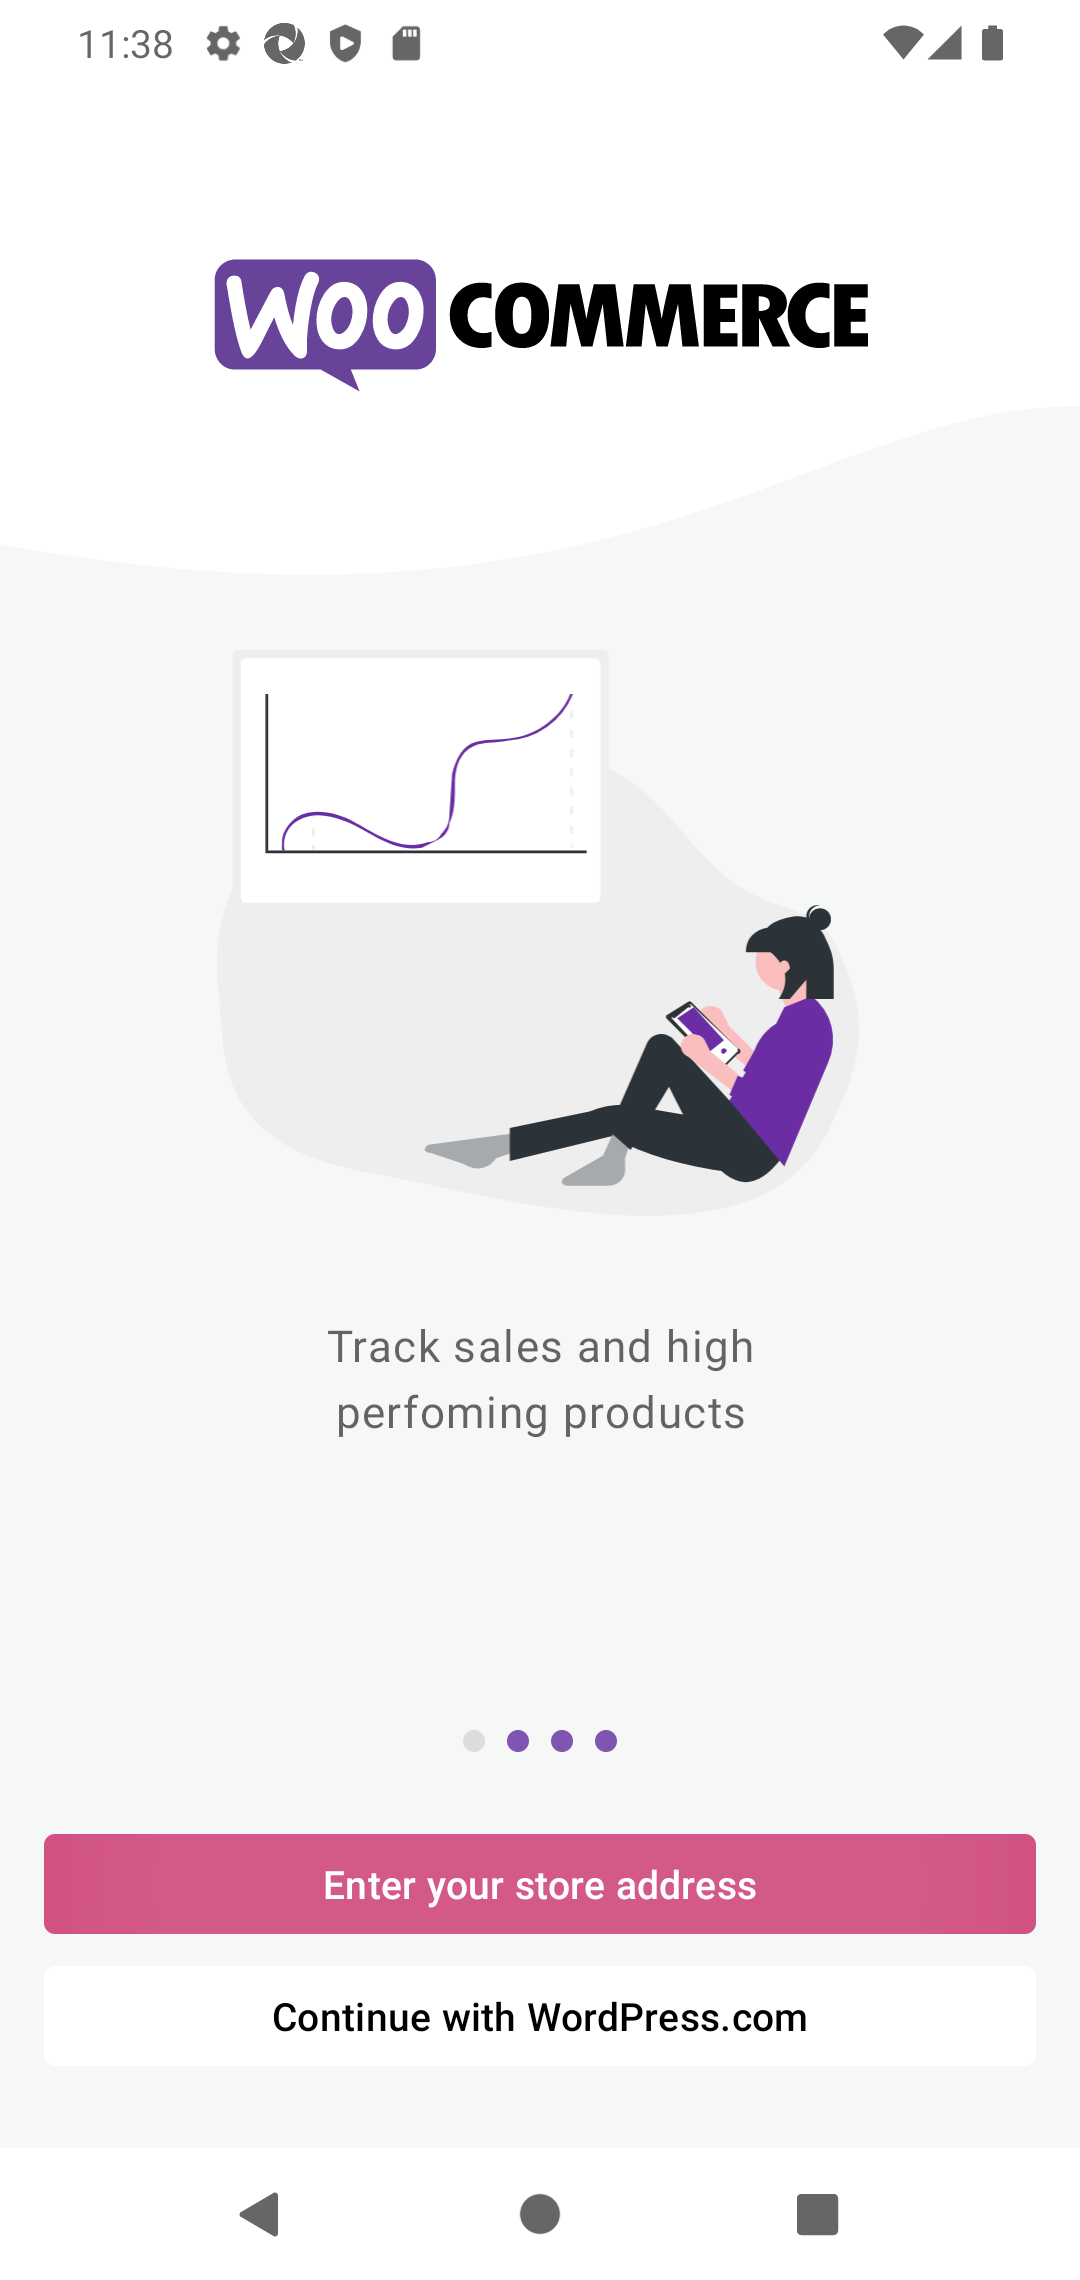 11:38
WOO COMMERCE
Track sales and high
perfoming products
Enter your store address
Continue with WordPress.com